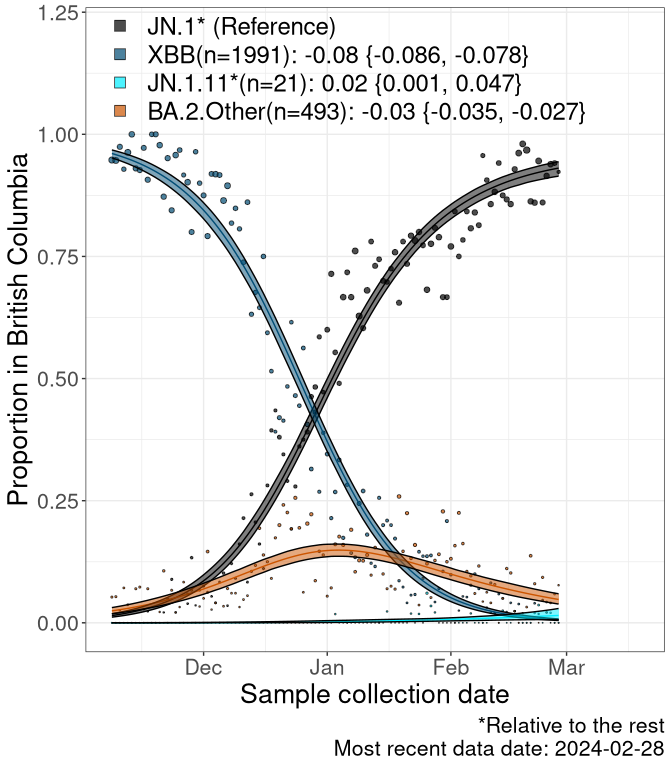 1.25
JN.1* (Reference)
XBB(n=1991): -0.08 {-0.086, -0.078}
JN.1.11*(n=21): 0.02 {0.001, 0.047}
BA.2.Other(n=493): -0.03 {-0.035, -0.027}
1.00
0.75
0.50
0.25
0.00
Proportion in British Columbia
Dec Jan Feb Mar
Sample collection date
*Relative to the rest
Most recent data date: 2024-02-28